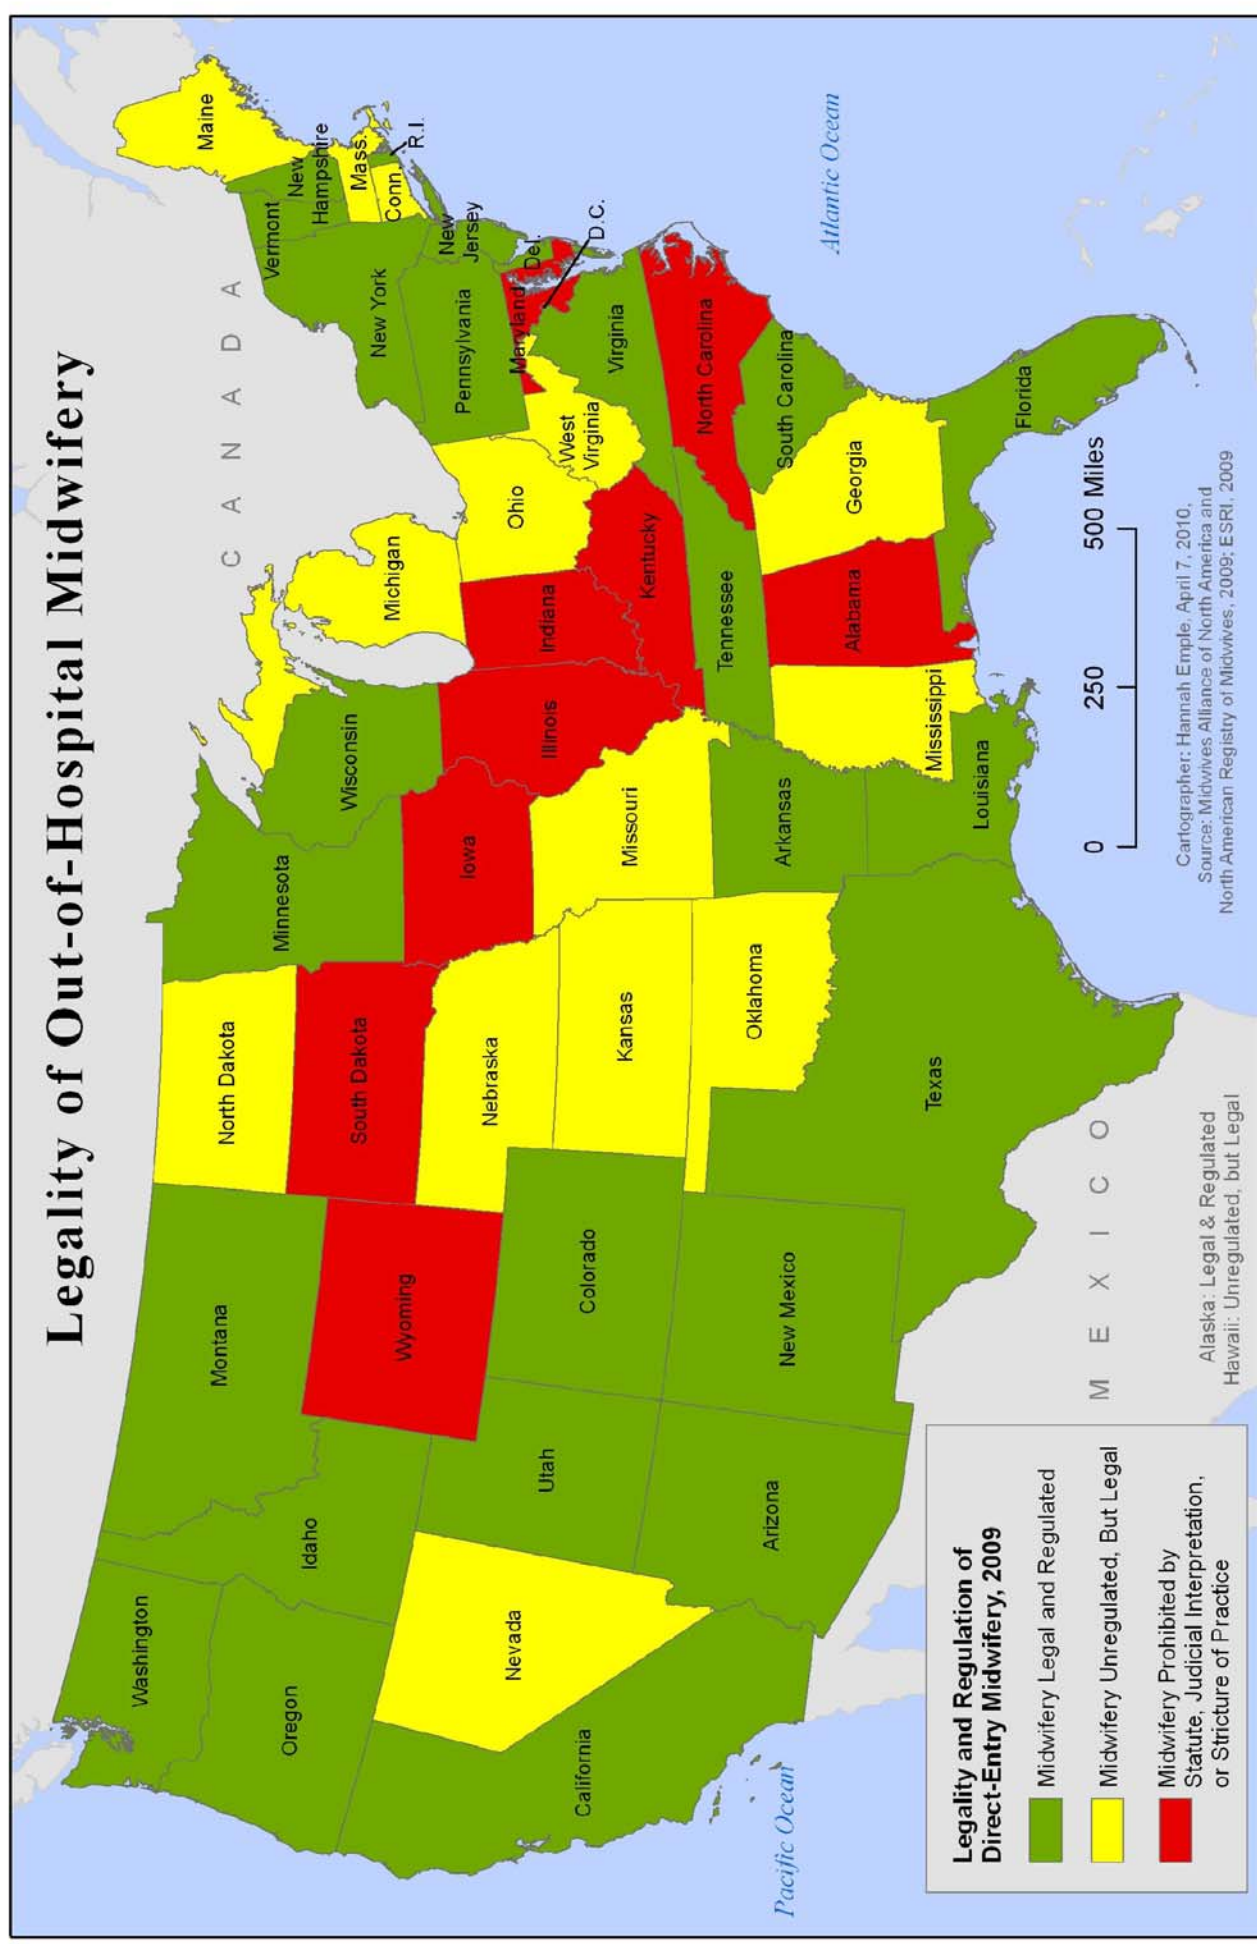 Legality of Out-of-Hospital Midwifery
C A N A D A
Washington
Montana
North Dakota
Minnesota
Wisconsin
Michigan
Maine
Vermont
New
Hampshire
Mass.
Conn.
R.I.
New York
Oregon
Idaho
Wyoming
South Dakota
Iowa
Nebraska
Illinois
Indiana
Ohio
Pennsylvania
New
Jersey
Del.
Maryland
D.C.
Nevada
Utah
Colorado
Kansas
Missouri
Kentucky
West
Virginia
Virginia
California
Arizona
New Mexico
Oklahoma
Arkansas
Tennessee
North Carolina
South Carolina
Texas
Louisiana
Mississippi
Alabama
Georgia
Florida
Atlantic Ocean
Pacific Ocean
M E X I C O
Legality and Regulation of
Direct-Entry Midwifery, 2009
Midwifery Legal and Regulated
Midwifery Unregulated, But Legal
Midwifery Prohibited by
Statute, Judicial Interpretation,
or Stricture of Practice
Alaska: Legal & Regulated
Hawaii: Unregulated, but Legal
0 250 500 Miles
Cartographer: Hannah Emple, April 7, 2010,
Source: Midwives Alliance of North America and
North American Registry of Midwives, 2009; ESRI, 2009